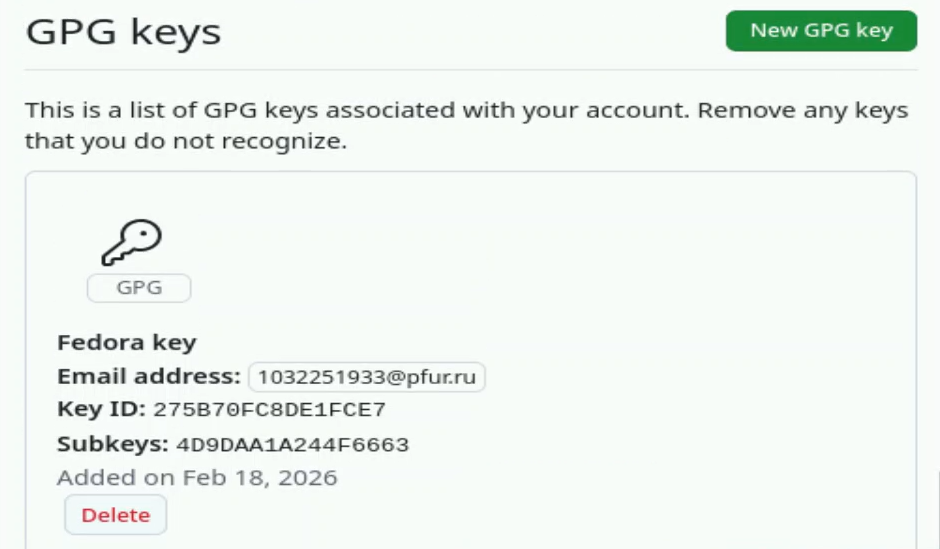 GPG keys
New GPG key
This is a list of GPG keys associated with your account. Remove any keys
that you do not recognize.
GPG
Fedora key
Email address: 1032251933@pfur.ru
Key ID: 275B70FC8DE1FCE7
Subkeys: 4D9DAA1A244F6663
Added on Feb 18, 2026
Delete